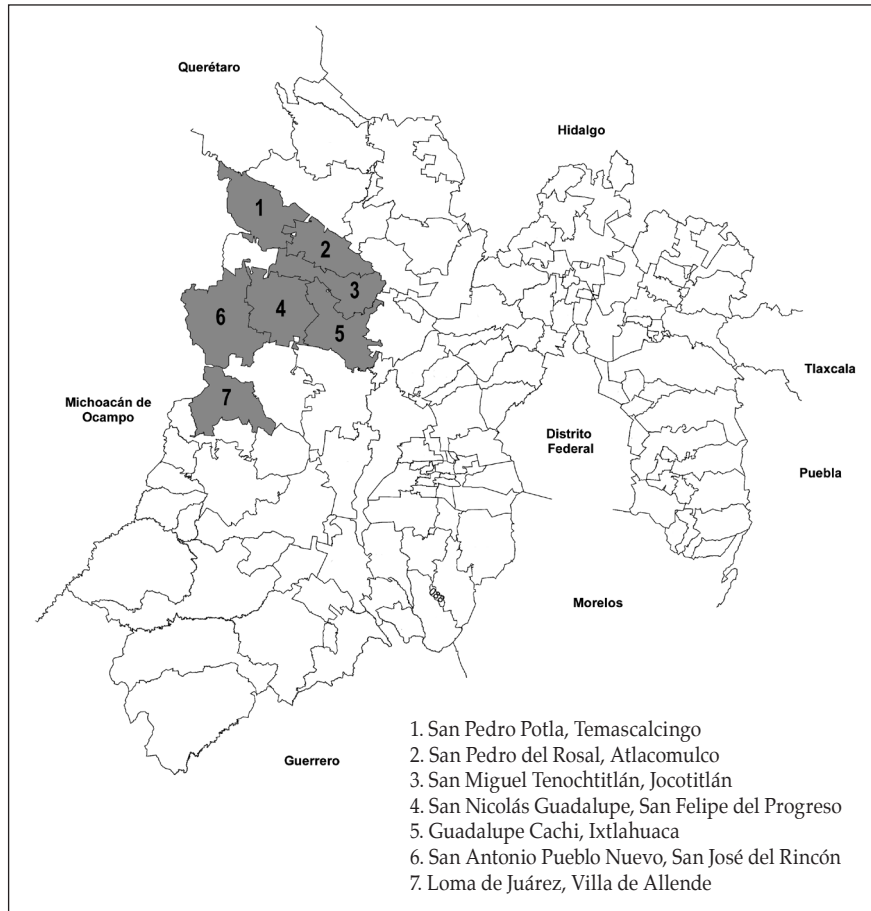 Querétaro
Hidalgo
1
2
3
4
5
6
7
Tlaxcala
Michoacán de
Ocampo
Distrito
Federal
Puebla
Morelos
Guerrero
1. San Pedro Potla, Temascalcingo
2. San Pedro del Rosal, Atlacomulco
3. San Miguel Tenochtitlán, Jocotitlán
4. San Nicolás Guadalupe, San Felipe del Progreso
5. Guadalupe Cachi, Ixtlahuaca
6. San Antonio Pueblo Nuevo, San José del Rincón
7. Loma de Juárez, Villa de Allende